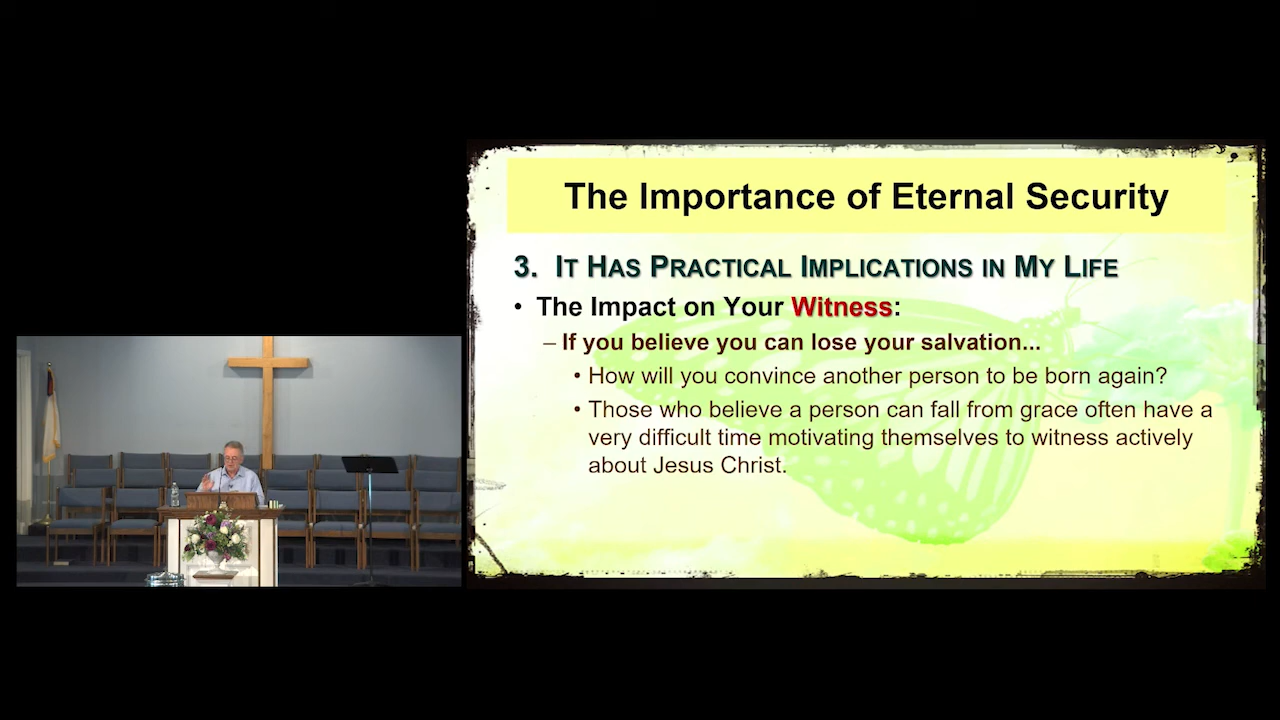 The Importance of Eternal Security
3. IT HAS PRACTICAL IMPLICATIONS IN MY LIFE
• The Impact on Your Witness:
– If you believe you can lose your salvation...
• How will you convince another person to be born again?
• Those who believe a person can fall from grace often have a
very difficult time motivating themselves to witness actively
about Jesus Christ.